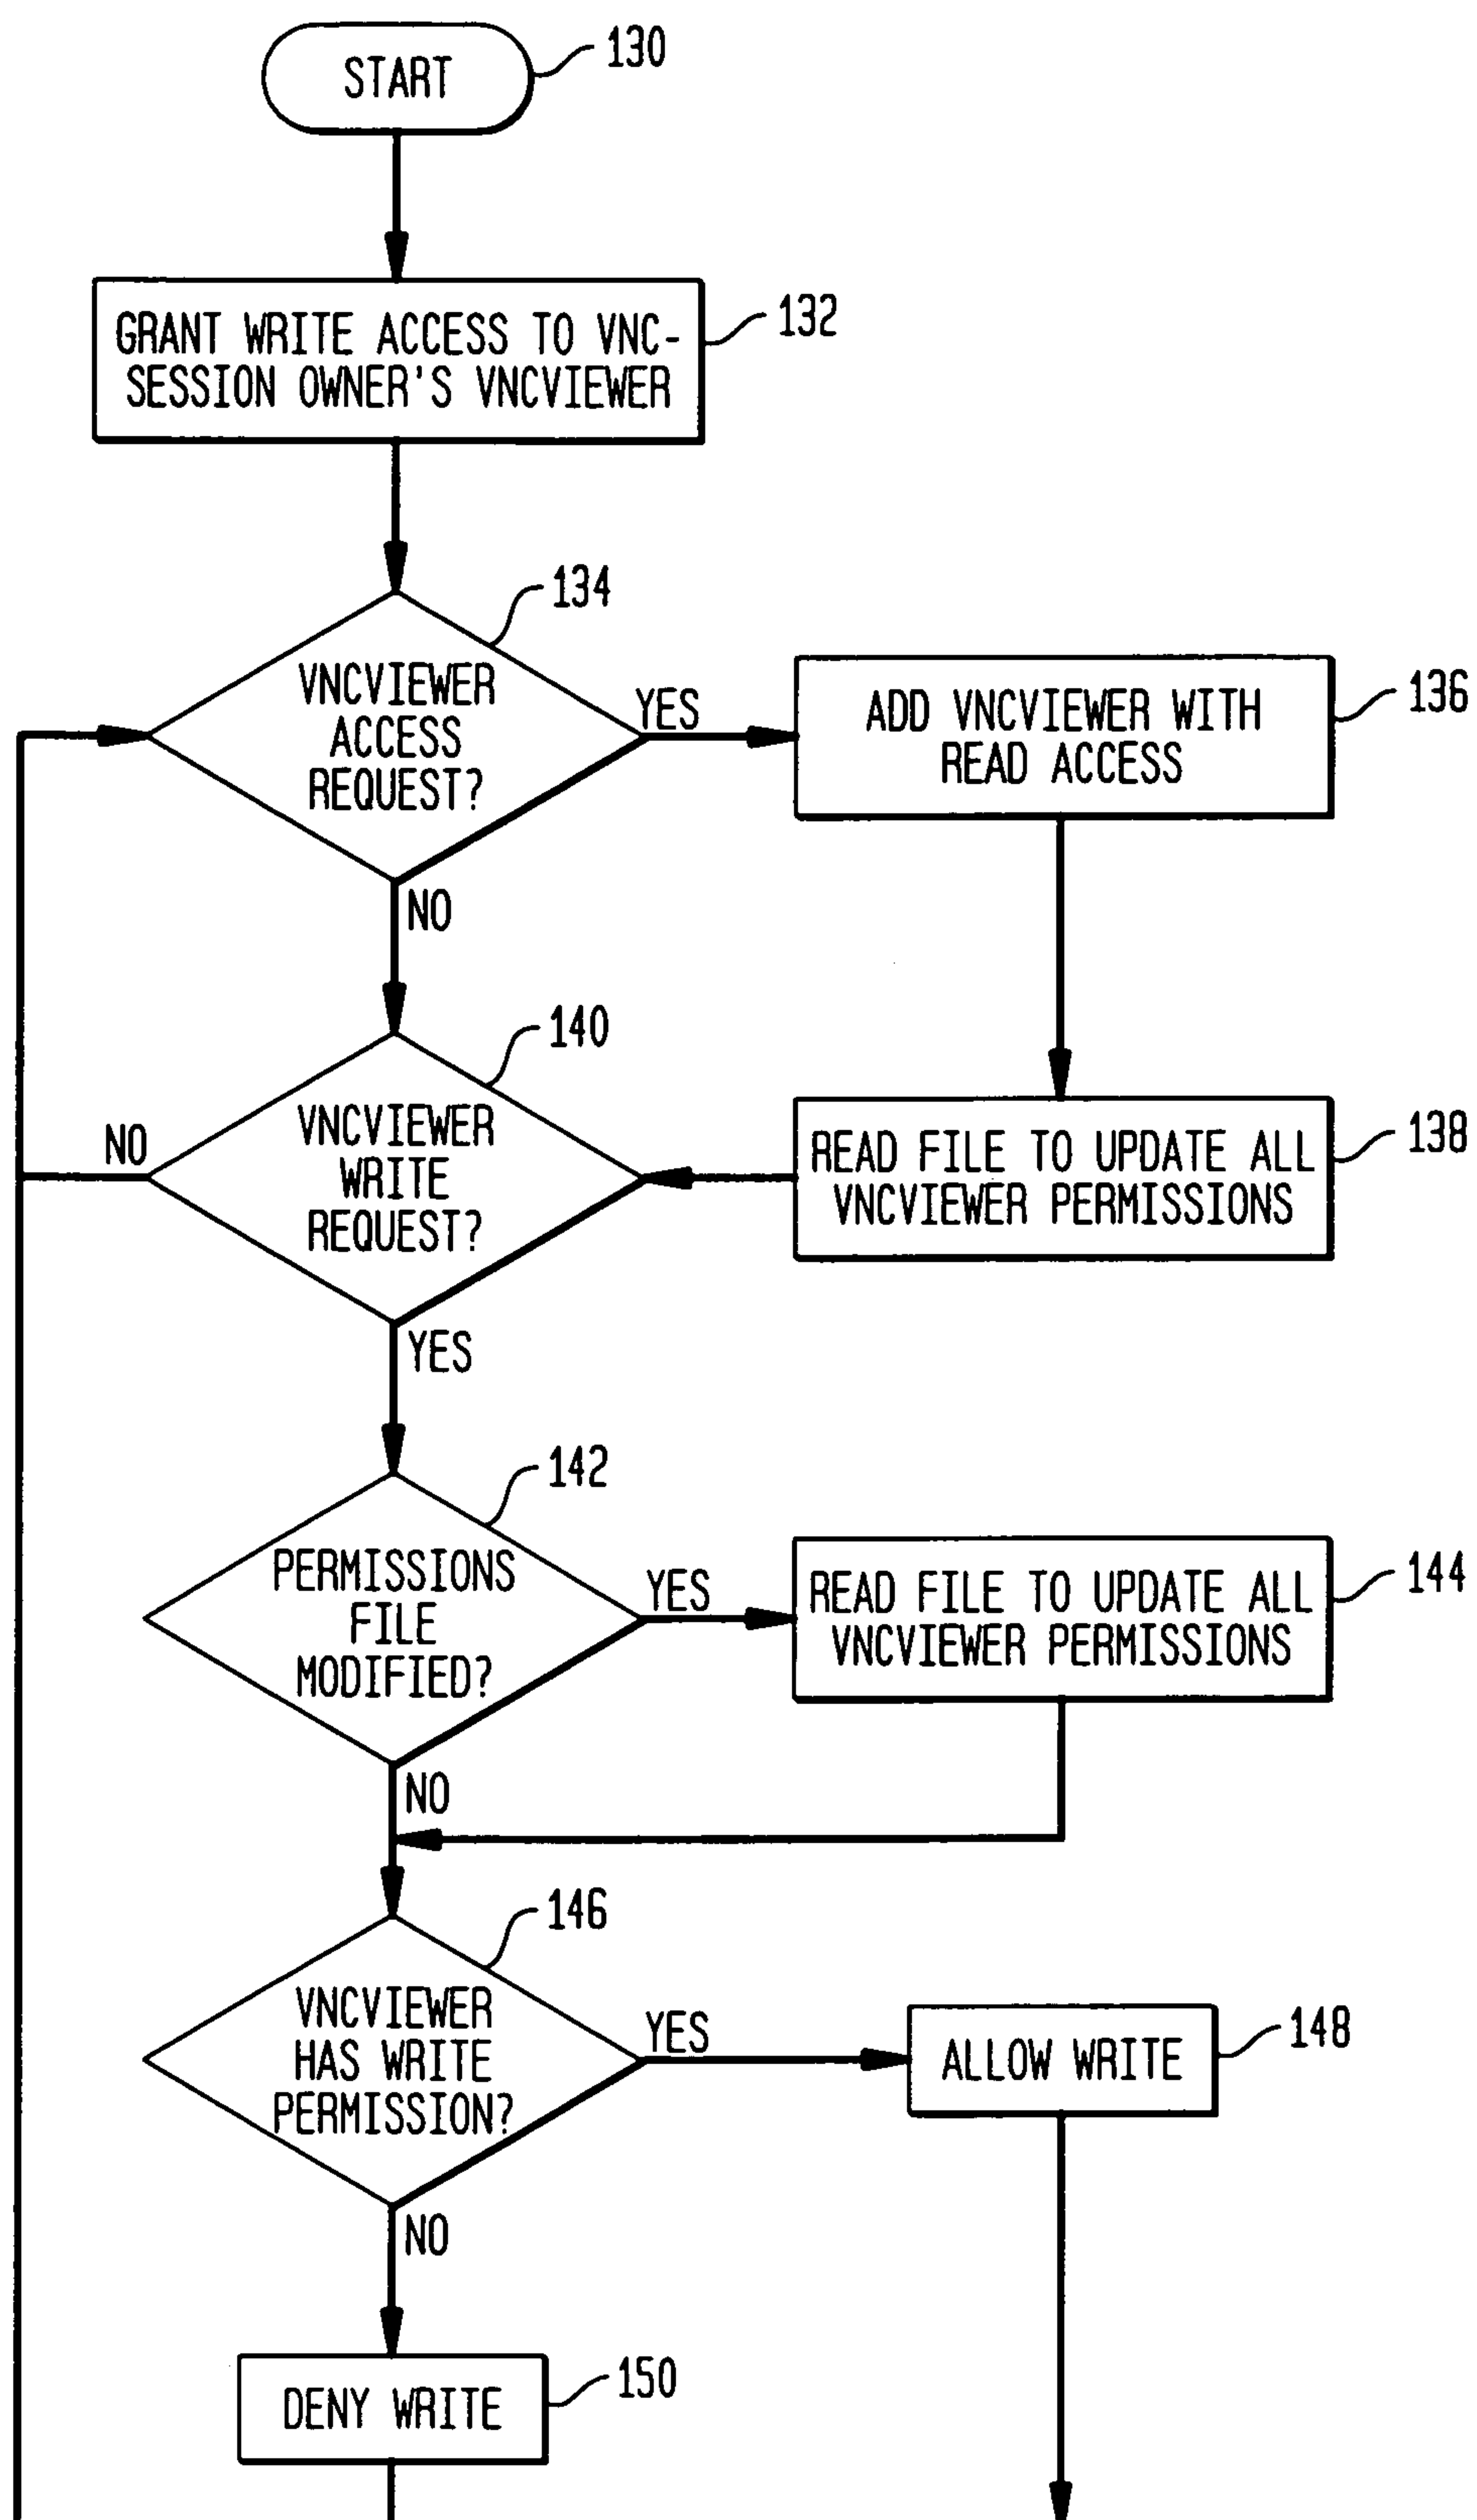 START
130
GRANT WRITE ACCESS TO VNC-
SESSION OWNER'S VNCVIEWER
132
134
VNCVIEWER
ACCESS
REQUEST?
YES
ADD VNCVIEWER WITH
READ ACCESS
136
NO
140
VNCVIEWER
WRITE
REQUEST?
NO
READ FILE TO UPDATE ALL
VNCVIEWER PERMISSIONS
138
YES
142
PERMISSIONS
FILE
MODIFIED?
YES
READ FILE TO UPDATE ALL
VNCVIEWER PERMISSIONS
144
NO
146
VNCVIEWER
HAS WRITE
PERMISSION?
YES
ALLOW WRITE
148
NO
DENY WRITE
150